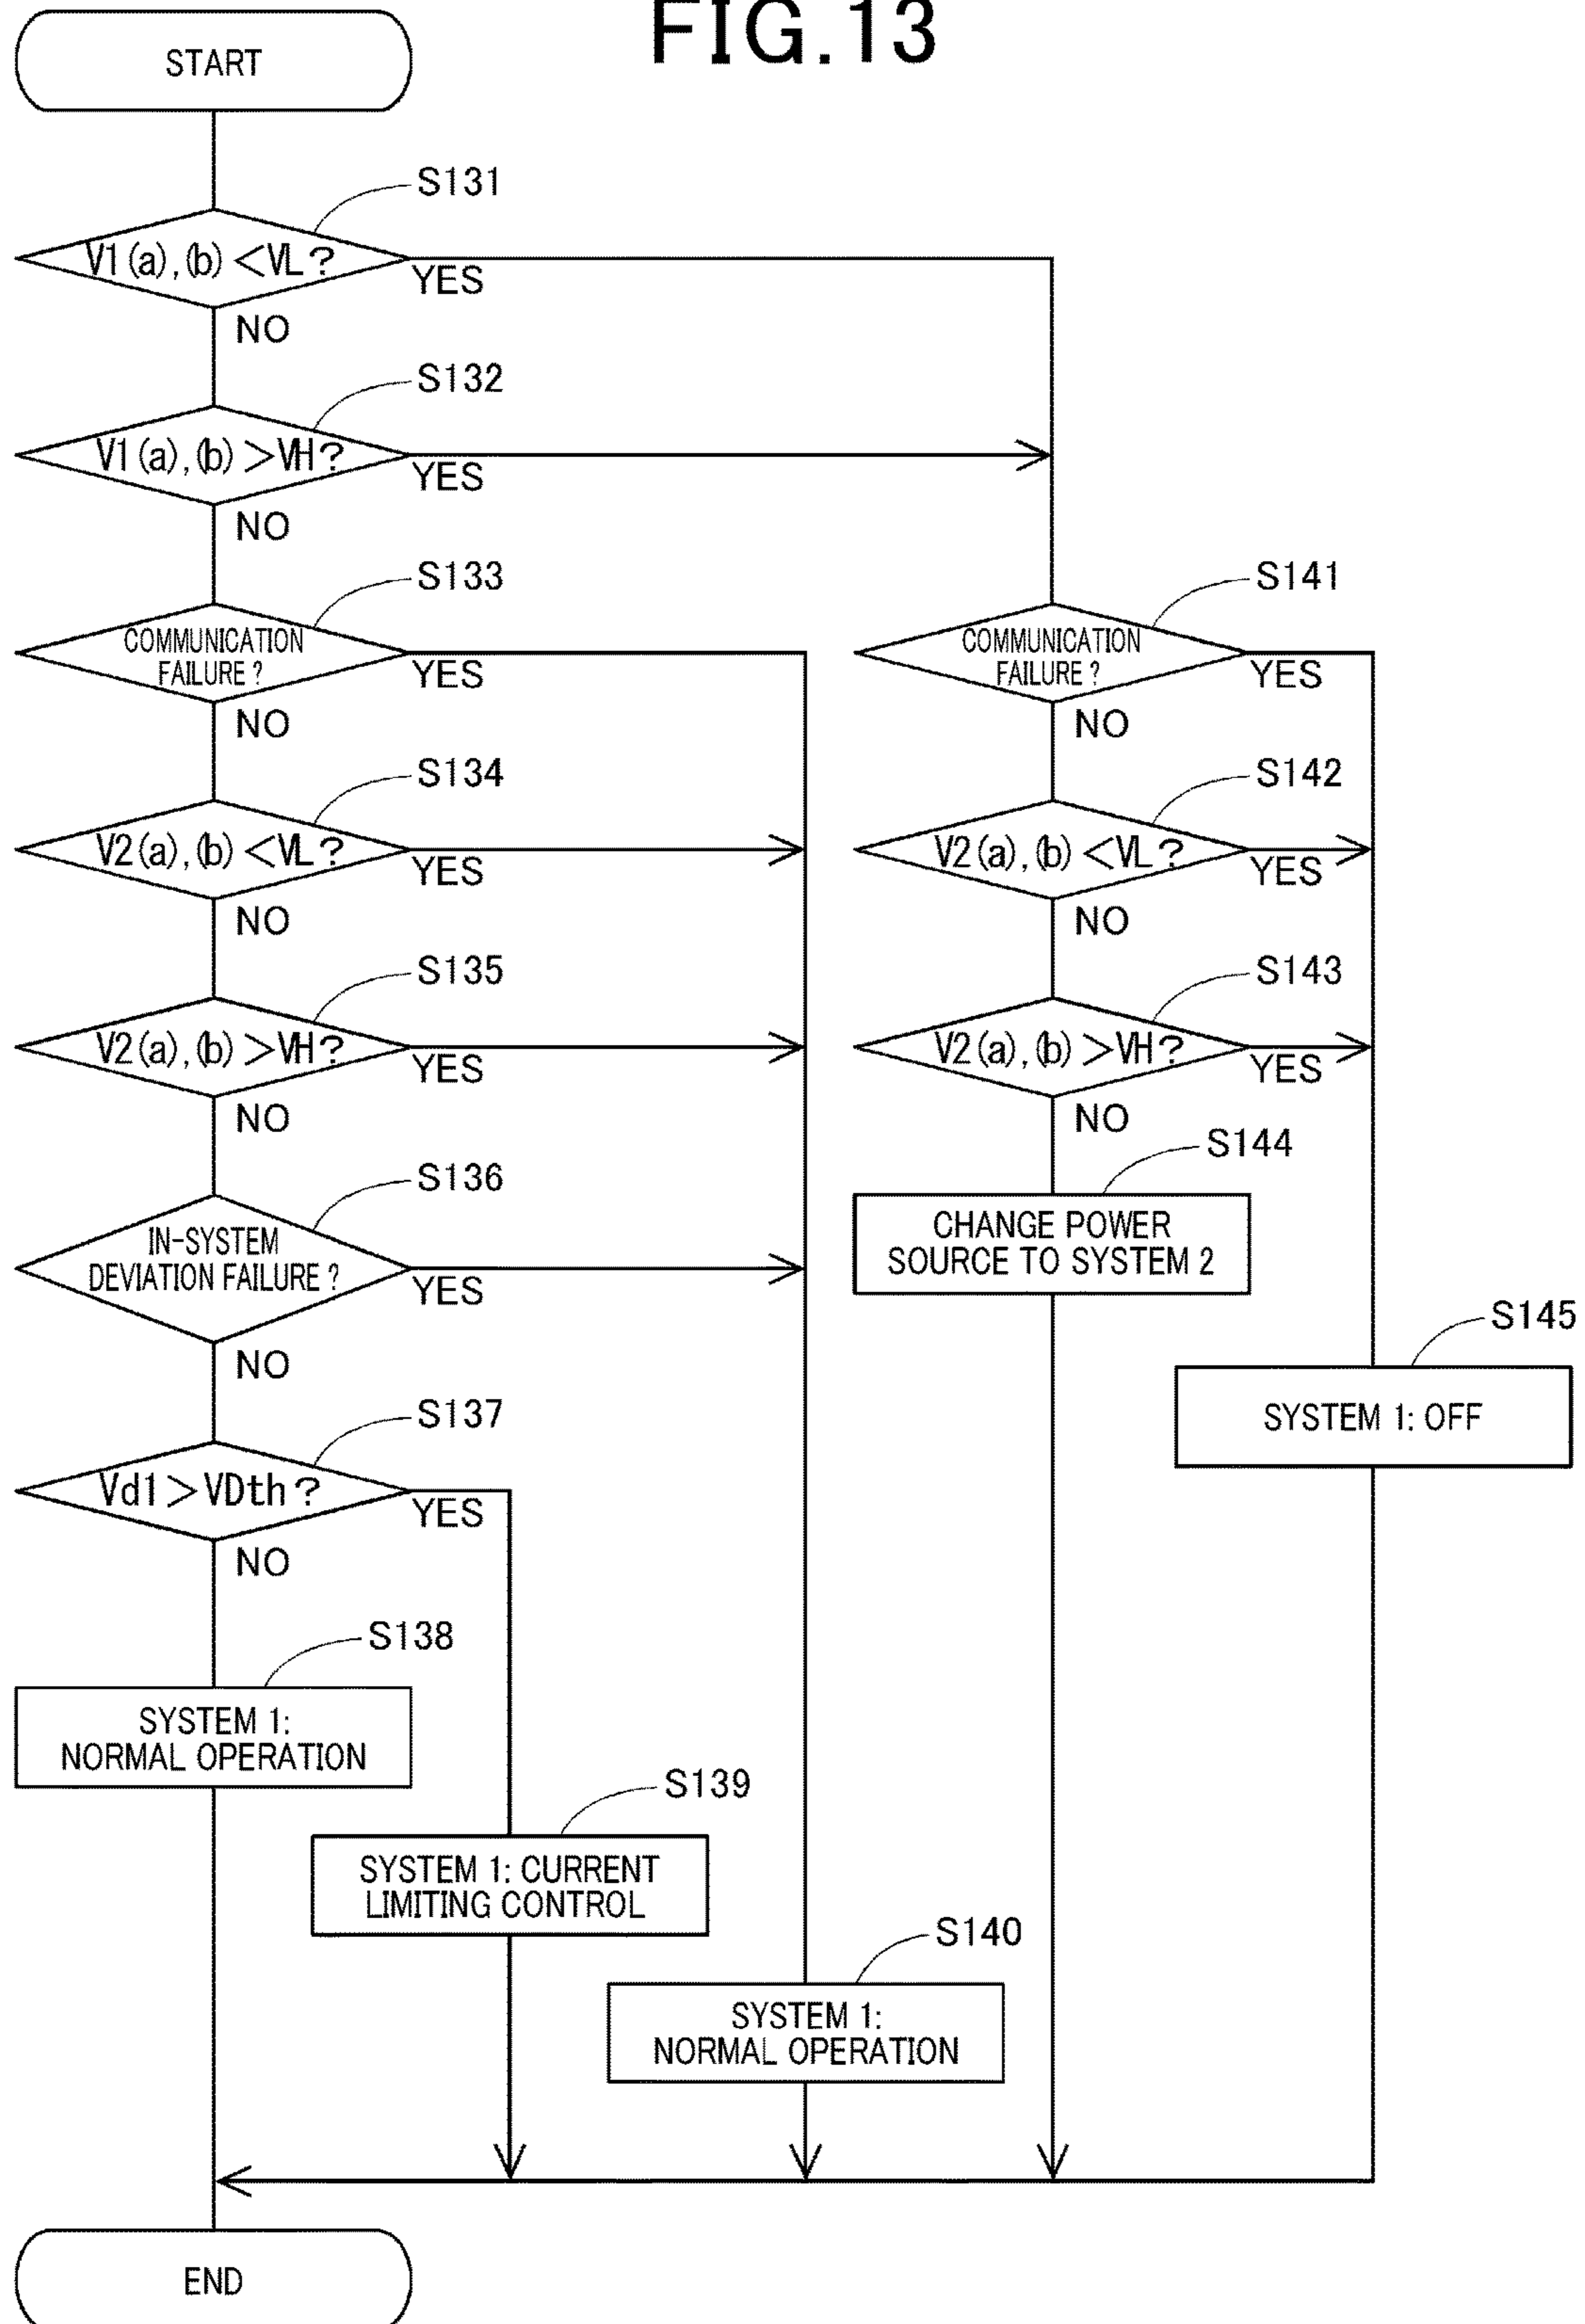 FIG.13
START
S131
V1(a),(b)<VL?
YES
NO
S132
V1(a),(b)>VH?
YES
NO
S133
COMMUNICATION
FAILURE?
YES
NO
S141
COMMUNICATION
FAILURE?
YES
NO
S134
V2(a),(b)<VL?
YES
NO
S142
V2(a),(b)<VL?
YES
NO
S135
V2(a),(b)>VH?
YES
NO
S143
V2(a),(b)>VH?
YES
NO
S136
IN-SYSTEM
DEVIATION FAILURE?
YES
NO
S144
CHANGE POWER
SOURCE TO SYSTEM 2
S145
SYSTEM 1: OFF
S137
Vd1>VDth?
YES
NO
S138
SYSTEM 1:
NORMAL OPERATION
S139
SYSTEM 1: CURRENT
LIMITING CONTROL
S140
SYSTEM 1:
NORMAL OPERATION
END